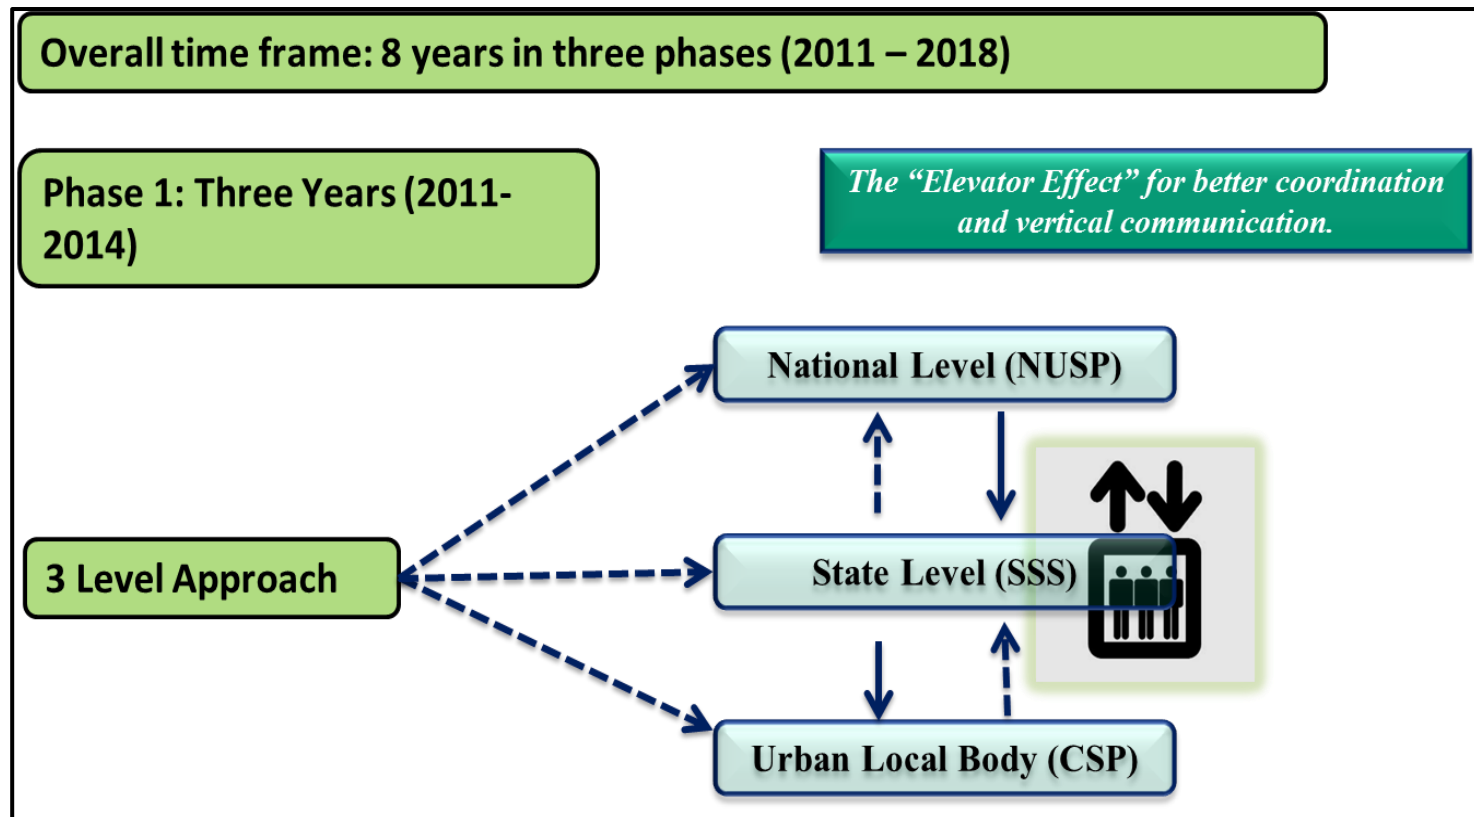 Overall time frame: 8 years in three phases (2011 – 2018)
Phase 1: Three Years (2011-
2014)
The “Elevator Effect” for better coordination
and vertical communication.
National Level (NUSP)
3 Level Approach
State Level (SSS)
Urban Local Body (CSP)